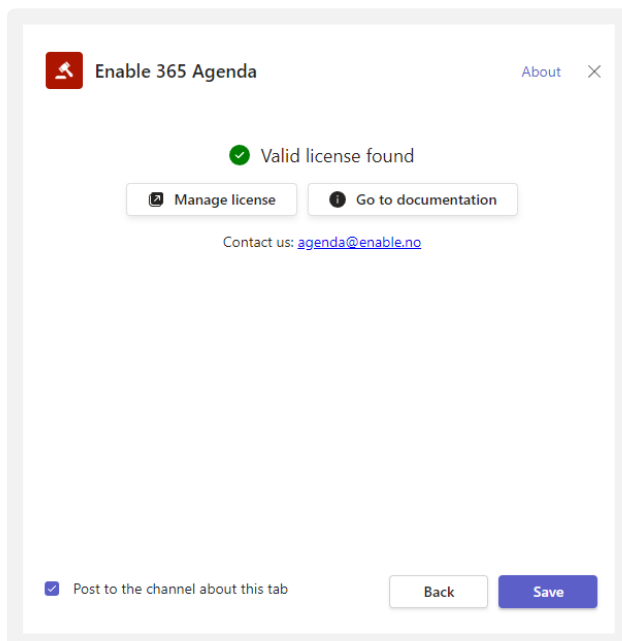 Enable 365 Agenda
About
Valid license found
Manage license
Go to documentation
Contact us: agenda@enable.no
Post to the channel about this tab
Back
Save